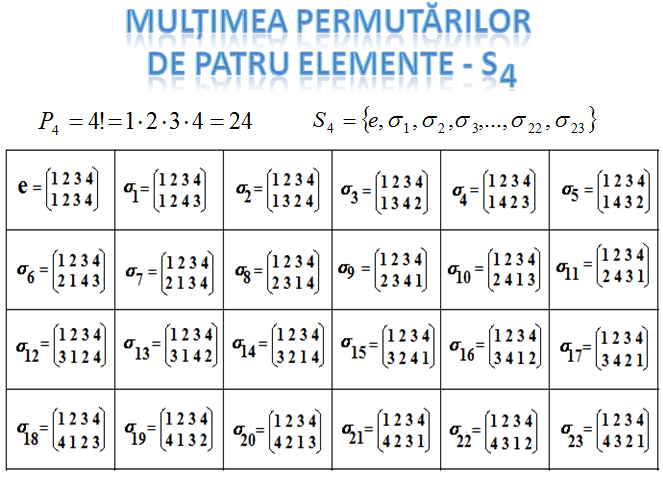 MULȚIMEA PERMUTĂRILOR
DE PATRU ELEMENTE - S₄
P₄ = 4! = 1·2·3·4 = 24 S₄ = {e, σ₁, σ₂, σ₃, ..., σ₂₂, σ₂₃}
e = (1 2 3 4 / 1 2 3 4) σ₁ = (1 2 3 4 / 1 2 4 3) σ₂ = (1 2 3 4 / 1 3 2 4) σ₃ = (1 2 3 4 / 1 3 4 2) σ₄ = (1 2 3 4 / 1 4 2 3) σ₅ = (1 2 3 4 / 1 4 3 2)
σ₆ = (1 2 3 4 / 2 1 4 3) σ₇ = (1 2 3 4 / 2 1 3 4) σ₈ = (1 2 3 4 / 2 3 1 4) σ₉ = (1 2 3 4 / 2 3 4 1) σ₁₀ = (1 2 3 4 / 2 4 1 3) σ₁₁ = (1 2 3 4 / 2 4 3 1)
σ₁₂ = (1 2 3 4 / 3 1 2 4) σ₁₃ = (1 2 3 4 / 3 1 4 2) σ₁₄ = (1 2 3 4 / 3 2 1 4) σ₁₅ = (1 2 3 4 / 3 2 4 1) σ₁₆ = (1 2 3 4 / 3 4 1 2) σ₁₇ = (1 2 3 4 / 3 4 2 1)
σ₁₈ = (1 2 3 4 / 4 1 2 3) σ₁₉ = (1 2 3 4 / 4 1 3 2) σ₂₀ = (1 2 3 4 / 4 2 1 3) σ₂₁ = (1 2 3 4 / 4 2 3 1) σ₂₂ = (1 2 3 4 / 4 3 1 2) σ₂₃ = (1 2 3 4 / 4 3 2 1)